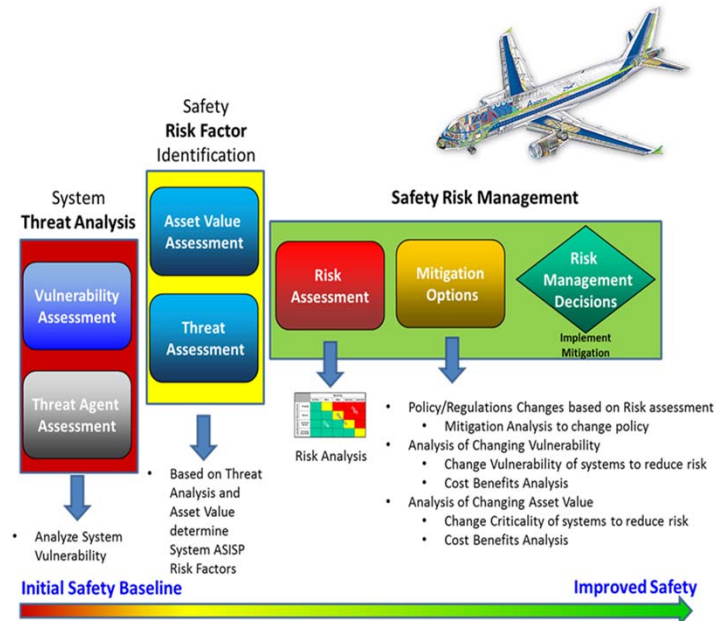 Safety
Risk Factor
Identification
System
Threat Analysis
Safety Risk Management
Vulnerability
Assessment
Threat Agent
Assessment
Asset Value
Assessment
Threat
Assessment
Risk
Assessment
Mitigation
Options
Risk
Management
Decisions
Implement
Mitigation
Risk Analysis
• Analyze System
Vulnerability
• Based on Threat
Analysis and
Asset Value
determine
System ASISP
Risk Factors
• Policy/Regulations Changes based on Risk assessment
• Mitigation Analysis to change policy
• Analysis of Changing Vulnerability
• Change Vulnerability of systems to reduce risk
• Cost Benefits Analysis
• Analysis of Changing Asset Value
• Change Criticality of systems to reduce risk
• Cost Benefits Analysis
Initial Safety Baseline
Improved Safety